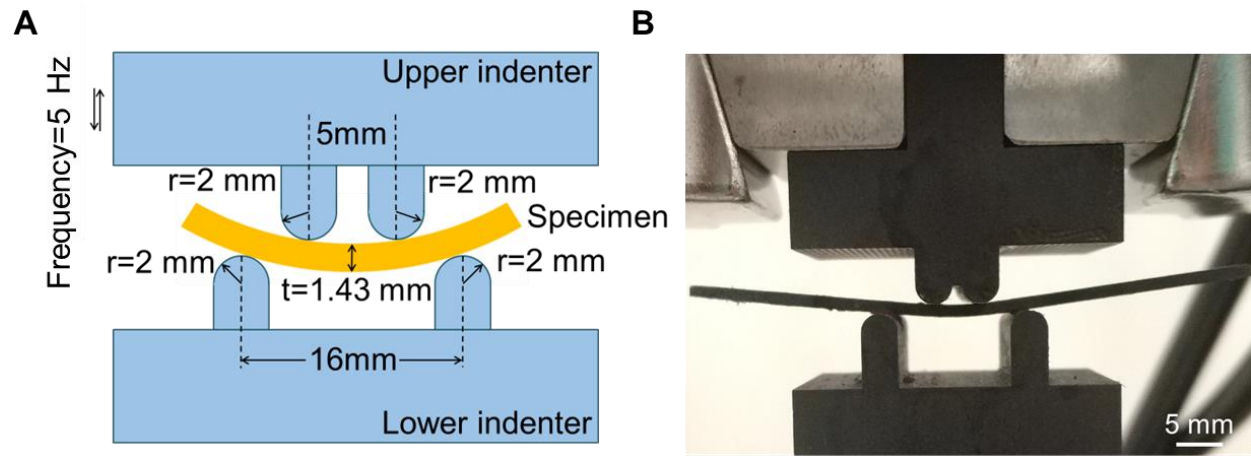 A
B
Frequency=5 Hz
Upper indenter
5mm
r=2 mm
r=2 mm
Specimen
r=2 mm
r=2 mm
t=1.43 mm
16mm
Lower indenter
5 mm